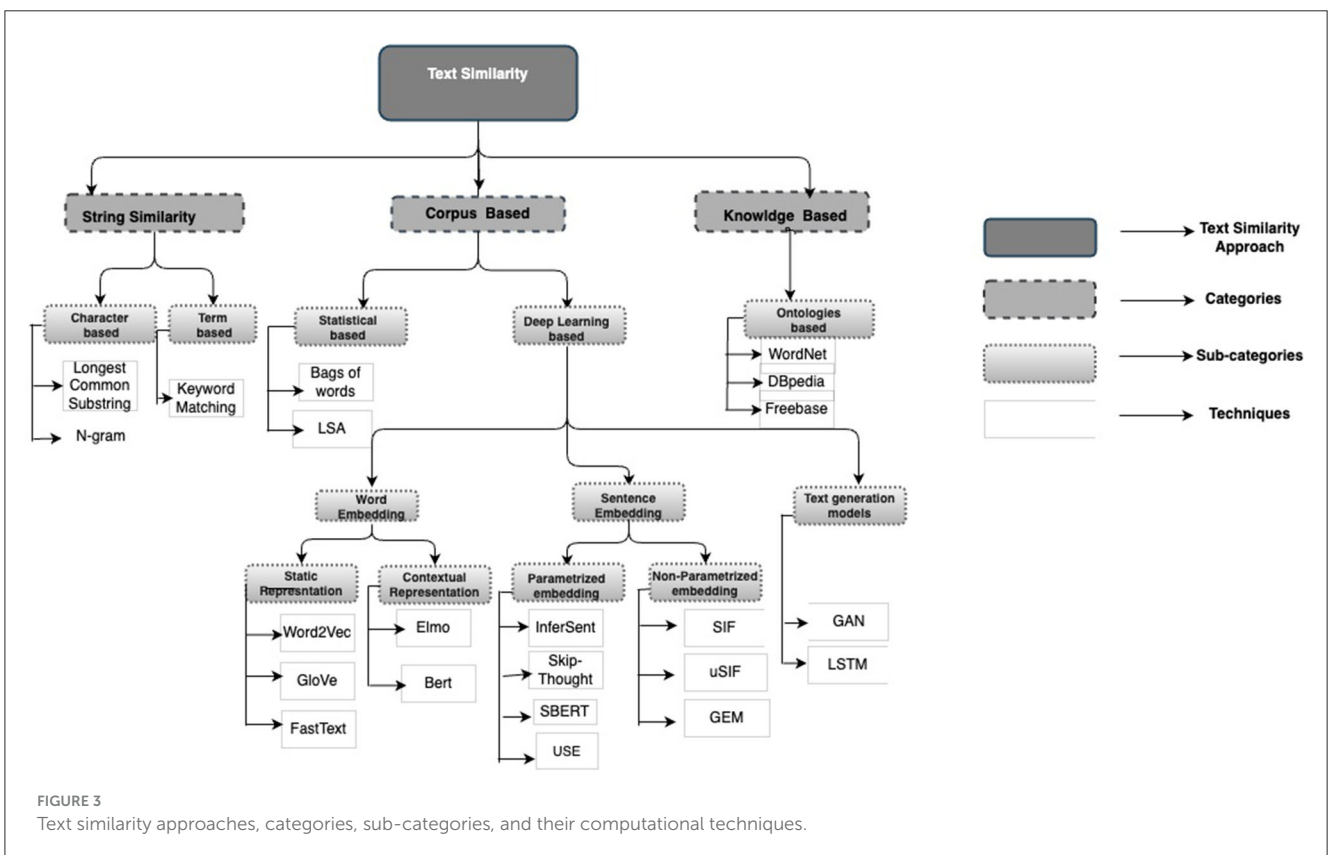 Text Similarity
String Similarity
Corpus Based
Knowldge Based
Text Similarity
Approach
Categories
Sub-categories
Techniques
Character
based
Term
based
Statistical
based
Deep Learning
based
Ontologies
based
Longest
Common
Substring
N-gram
Keyword
Matching
Bags of
words
LSA
WordNet
DBpedia
Freebase
Word
Embedding
Sentence
Embedding
Text generation
models
Static
Represntation
Contextual
Representation
Parametrized
embedding
Non-Parametrized
embedding
Word2Vec
GloVe
FastText
Elmo
Bert
InferSent
Skip-
Thought
SBERT
USE
SIF
uSIF
GEM
GAN
LSTM
FIGURE 3
Text similarity approaches, categories, sub-categories, and their computational techniques.